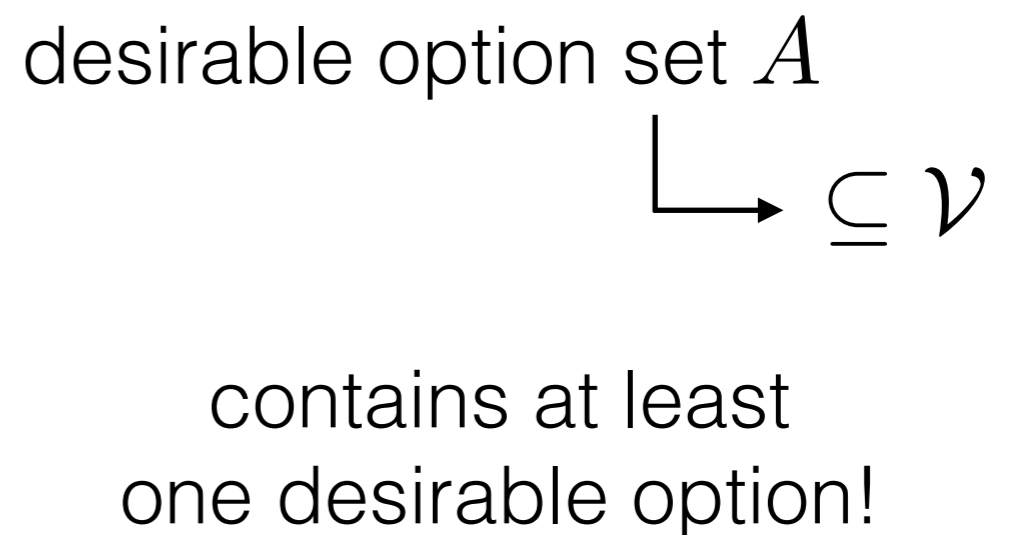 desirable option set A
⊆ 𝒱
contains at least
one desirable option!